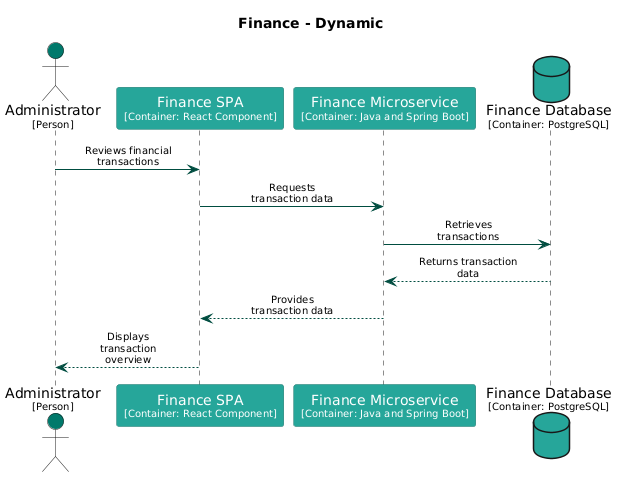 Finance - Dynamic
Administrator
[Person]
Finance SPA
[Container: React Component]
Finance Microservice
[Container: Java and Spring Boot]
Finance Database
[Container: PostgreSQL]
Reviews financial
transactions
Requests
transaction data
Retrieves
transactions
Returns transaction
data
Provides
transaction data
Displays
transaction
overview
Administrator
[Person]
Finance SPA
[Container: React Component]
Finance Microservice
[Container: Java and Spring Boot]
Finance Database
[Container: PostgreSQL]